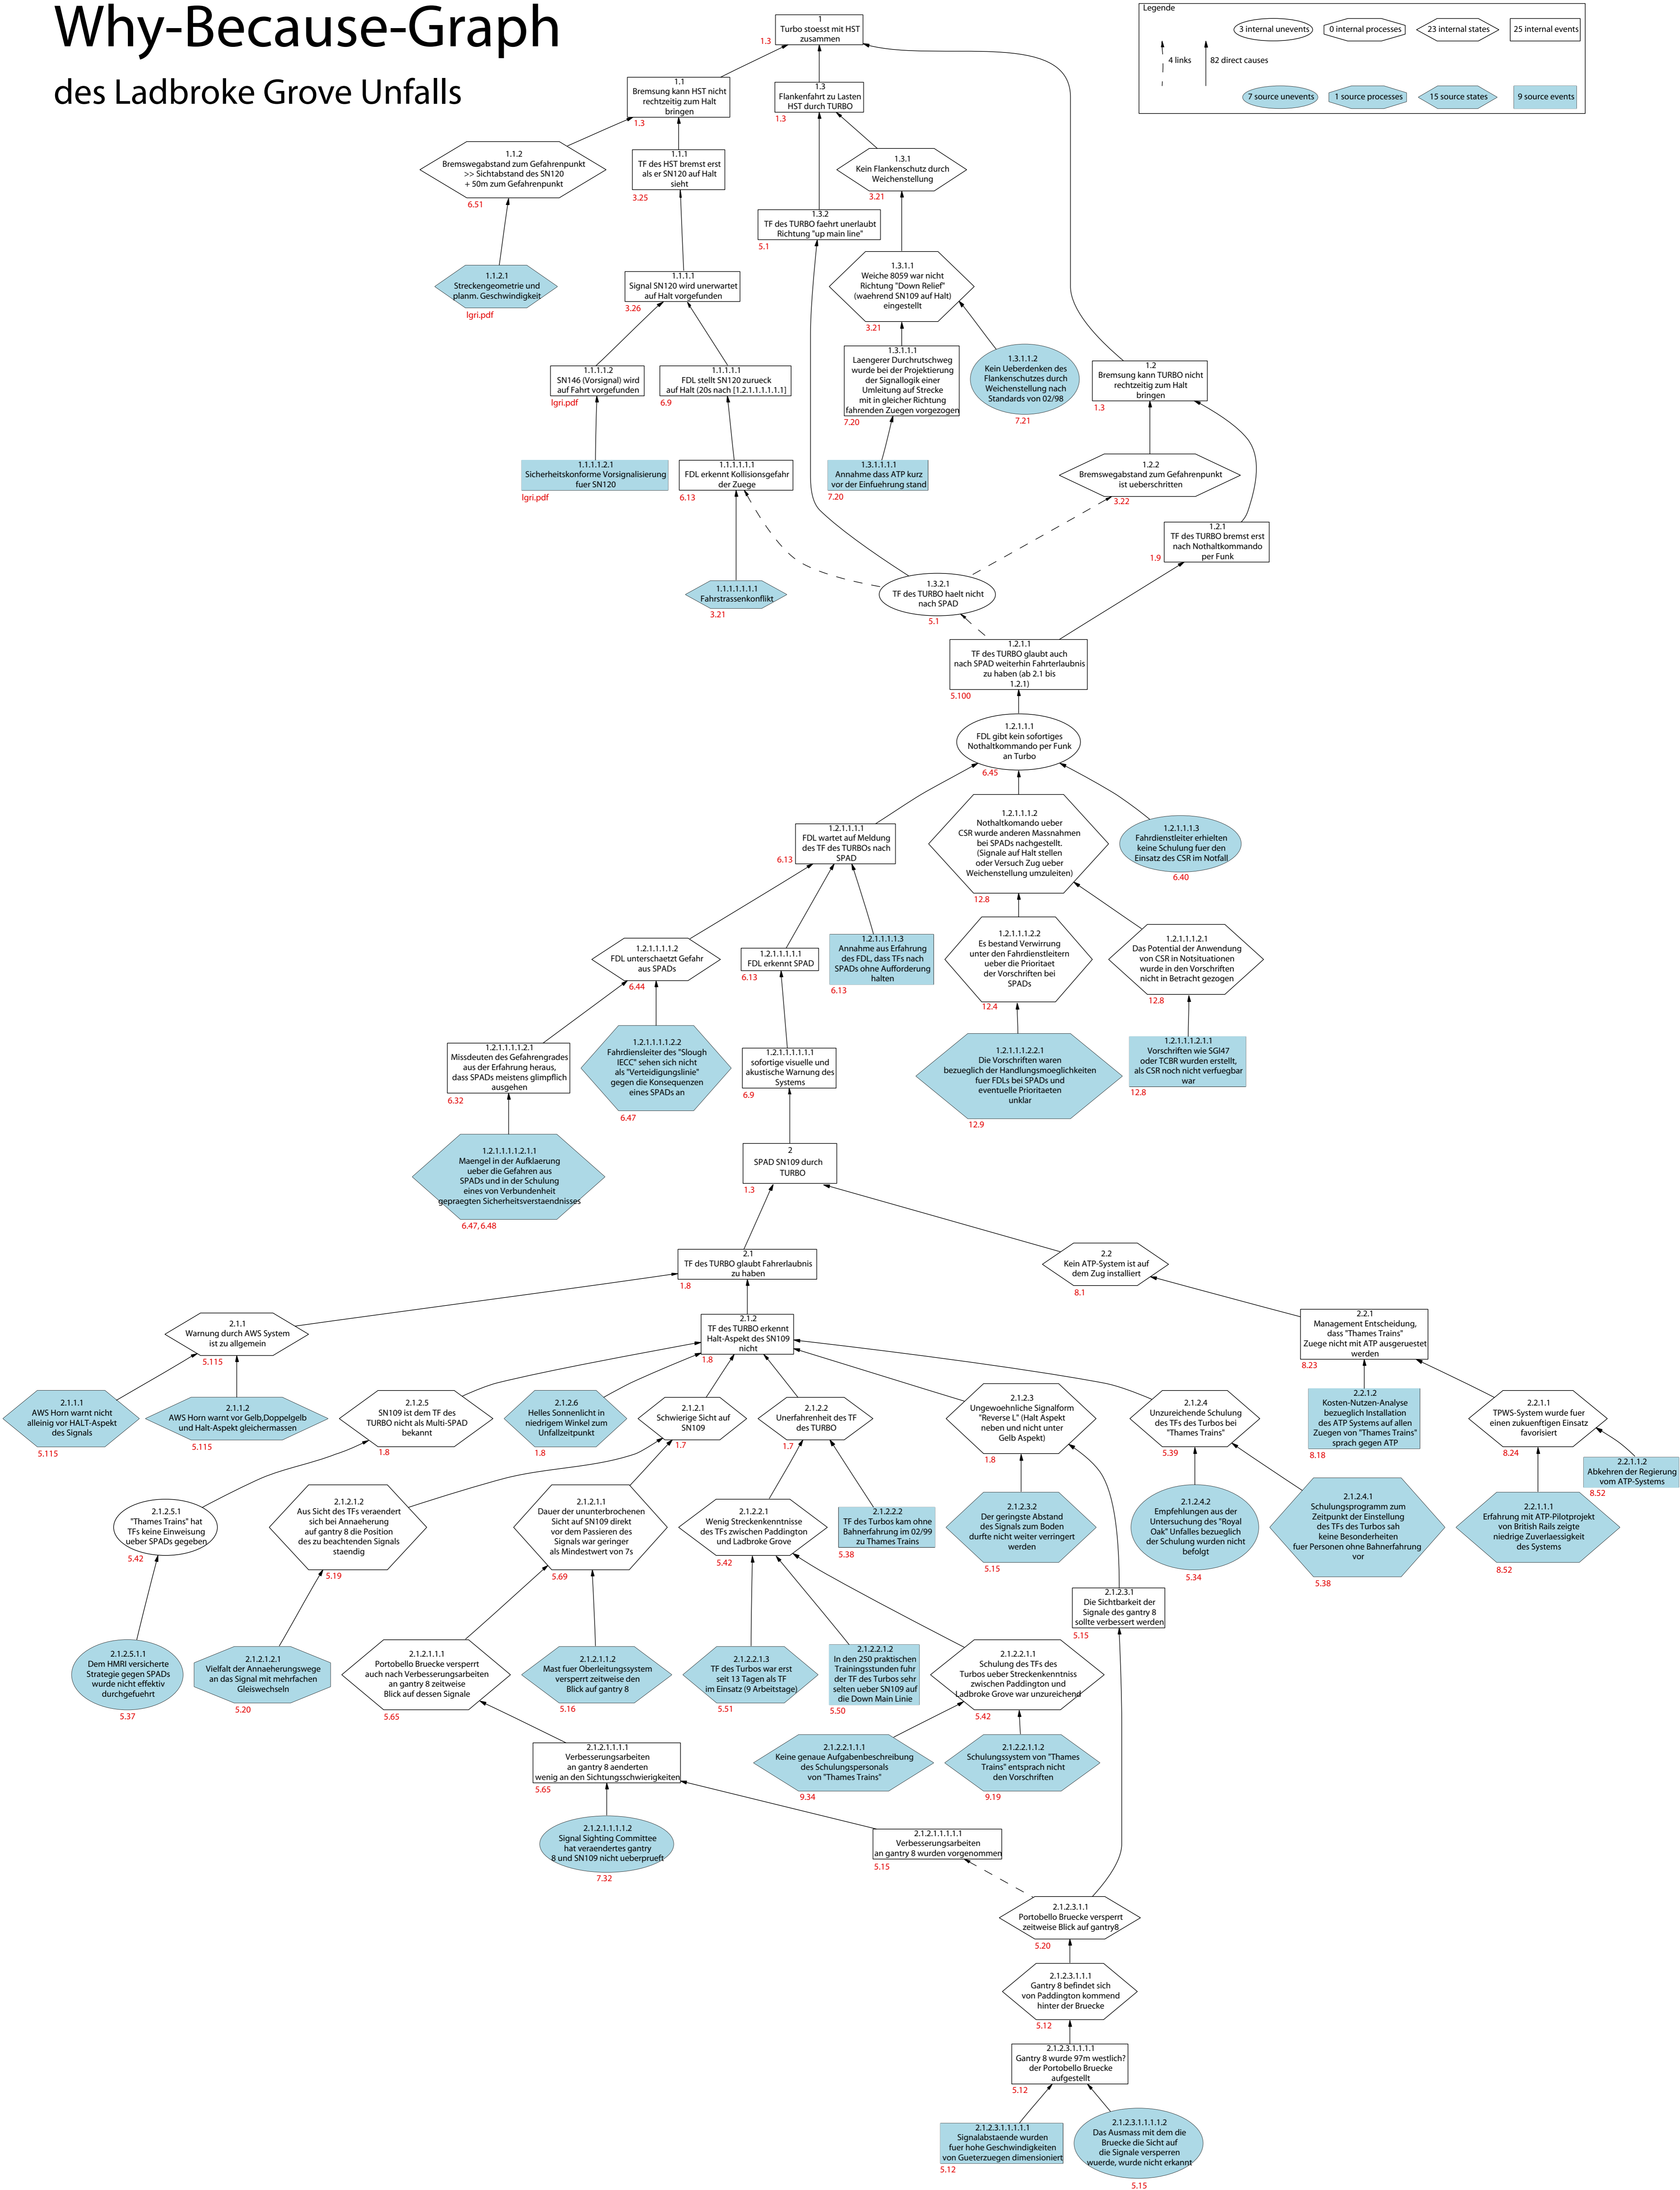 Why-Because-Graph
des Ladbroke Grove Unfalls
Legende
3 internal unevents
0 internal processes
23 internal states
25 internal events
4 links
82 direct causes
7 source unevents
1 source processes
15 source states
9 source events
1
Turbo stoesst mit HST
zusammen
1.3
1.1
Bremsung kann HST nicht
rechtzeitig zum Halt
bringen
1.3
1.3
Flankenfahrt zu Lasten
HST durch TURBO
1.3
1.1.2
Bremswegabstand zum Gefahrenpunkt
>> Sichtabstand des SN120
+ 50m zum Gefahrenpunkt
6.51
1.1.1
TF des HST bremst erst
als er SN120 auf Halt
sieht
3.25
1.3.1
Kein Flankenschutz durch
Weichenstellung
3.21
1.3.2
TF des TURBO faehrt unerlaubt
Richtung "up main line"
5.1
1.1.2.1
Streckengeometrie und
planm. Geschwindigkeit
lgri.pdf
1.1.1.1
Signal SN120 wird unerwartet
auf Halt vorgefunden
3.26
1.3.1.1
Weiche 8059 war nicht
Richtung "Down Relief"
(waehrend SN109 auf Halt)
eingestellt
3.21
1.1.1.1.2
SN146 (Vorsignal) wird
auf Fahrt vorgefunden
lgri.pdf
1.1.1.1.1
FDL stellt SN120 zurueck
auf Halt (20s nach [1.2.1.1.1.1.1.1]
6.9
1.3.1.1.1
Laengerer Durchrutschweg
wurde bei der Projektierung
der Signallogik einer
Umleitung auf Strecke
mit in gleicher Richtung
fahrenden Zuegen vorgezogen
7.20
1.3.1.1.2
Kein Ueberdenken des
Flankenschutzes durch
Weichenstellung nach
Standards von 02/98
7.21
1.2
Bremsung kann TURBO nicht
rechtzeitig zum Halt
bringen
1.3
1.1.1.1.2.1
Sicherheitskonforme Vorsignalisierung
fuer SN120
lgri.pdf
1.1.1.1.1.1
FDL erkennt Kollisionsgefahr
der Zuege
6.13
1.3.1.1.1.1
Annahme dass ATP kurz
vor der Einfuehrung stand
7.20
1.2.2
Bremswegabstand zum Gefahrenpunkt
ist ueberschritten
3.22
1.2.1
TF des TURBO bremst erst
nach Nothaltkommando
per Funk
1.9
1.1.1.1.1.1.1
Fahrstrassenkonflikt
3.21
1.3.2.1
TF des TURBO haelt nicht
nach SPAD
5.1
1.2.1.1
TF des TURBO glaubt auch
nach SPAD weiterhin Fahrterlaubnis
zu haben (ab 2.1 bis
1.2.1)
5.100
1.2.1.1.1
FDL gibt kein sofortiges
Nothaltkommando per Funk
an Turbo
6.45
1.2.1.1.1.1
FDL wartet auf Meldung
des TF des TURBOs nach
SPAD
6.13
1.2.1.1.1.2
Nothaltkomando ueber
CSR wurde anderen Massnahmen
bei SPADs nachgestellt.
(Signale auf Halt stellen
oder Versuch Zug ueber
Weichenstellung umzuleiten)
12.8
1.2.1.1.1.3
Fahrdienstleiter erhielten
keine Schulung fuer den
Einsatz des CSR im Notfall
6.40
1.2.1.1.1.1.2
FDL unterschaetzt Gefahr
aus SPADs
6.44
1.2.1.1.1.1.1
FDL erkennt SPAD
6.13
1.2.1.1.1.1.3
Annahme aus Erfahrung
des FDL, dass TFs nach
SPADs ohne Aufforderung
halten
6.13
1.2.1.1.1.2.2
Es bestand Verwirrung
unter den Fahrdienstleitern
ueber die Prioritaet
der Vorschriften bei
SPADs
12.4
1.2.1.1.1.2.1
Das Potential der Anwendung
von CSR in Notsituationen
wurde in den Vorschriften
nicht in Betracht gezogen
12.8
1.2.1.1.1.1.2.1
Missdeuten des Gefahrengrades
aus der Erfahrung heraus,
dass SPADs meistens glimpflich
ausgehen
6.32
1.2.1.1.1.1.2.2
Fahrdiensleiter des "Slough
IECC" sehen sich nicht
als "Verteidigungslinie"
gegen die Konsequenzen
eines SPADs an
6.47
1.2.1.1.1.1.1.1
sofortige visuelle und
akustische Warnung des
Systems
6.9
1.2.1.1.1.2.2.1
Die Vorschriften waren
bezueglich der Handlungsmoeglichkeiten
fuer FDLs bei SPADs und
eventuelle Prioritaeten
unklar
12.9
1.2.1.1.1.2.1.1
Vorschriften wie SGI47
oder TCBR wurden erstellt,
als CSR noch nicht verfuegbar
war
12.8
1.2.1.1.1.1.2.1.1
Maengel in der Aufklaerung
ueber die Gefahren aus
SPADs und in der Schulung
eines von Verbundenheit
gepraegten Sicherheitsverstaendnisses
6.47, 6.48
2
SPAD SN109 durch
TURBO
1.3
2.1
TF des TURBO glaubt Fahrerlaubnis
zu haben
1.8
2.2
Kein ATP-System ist auf
dem Zug installiert
8.1
2.1.1
Warnung durch AWS System
ist zu allgemein
5.115
2.1.2
TF des TURBO erkennt
Halt-Aspekt des SN109
nicht
1.8
2.2.1
Management Entscheidung,
dass "Thames Trains"
Zuege nicht mit ATP ausgeruestet
werden
8.23
2.1.1.1
AWS Horn warnt nicht
alleinig vor HALT-Aspekt
des Signals
5.115
2.1.1.2
AWS Horn warnt vor Gelb,Doppelgelb
und Halt-Aspekt gleichermassen
5.115
2.1.2.5
SN109 ist dem TF des
TURBO nicht als Multi-SPAD
bekannt
1.8
2.1.2.6
Helles Sonnenlicht in
niedrigem Winkel zum
Unfallzeitpunkt
1.8
2.1.2.1
Schwierige Sicht auf
SN109
1.7
2.1.2.2
Unerfahrenheit des TF
des TURBO
1.7
2.1.2.3
Ungewoehnliche Signalform
"Reverse L" (Halt Aspekt
neben und nicht unter
Gelb Aspekt)
1.8
2.1.2.4
Unzureichende Schulung
des TFs des Turbos bei
"Thames Trains"
5.39
2.2.1.2
Kosten-Nutzen-Analyse
bezueglich Installation
des ATP Systems auf allen
Zuegen von "Thames Trains"
sprach gegen ATP
8.18
2.2.1.1
TPWS-System wurde fuer
einen zukuenftigen Einsatz
favorisiert
8.24
2.2.1.1.2
Abkehren der Regierung
vom ATP-Systems
8.52
2.1.2.5.1
"Thames Trains" hat
TFs keine Einweisung
ueber SPADs gegeben
5.42
2.1.2.1.2
Aus Sicht des TFs veraendert
sich bei Annaeherung
auf gantry 8 die Position
des zu beachtenden Signals
staendig
5.19
2.1.2.1.1
Dauer der ununterbrochenen
Sicht auf SN109 direkt
vor dem Passieren des
Signals war geringer
als Mindestwert von 7s
5.69
2.1.2.2.1
Wenig Streckenkenntnisse
des TFs zwischen Paddington
und Ladbroke Grove
5.42
2.1.2.2.2
TF des Turbos kam ohne
Bahnerfahrung im 02/99
zu Thames Trains
5.38
2.1.2.3.2
Der geringste Abstand
des Signals zum Boden
durfte nicht weiter verringert
werden
5.15
2.1.2.4.2
Empfehlungen aus der
Untersuchung des "Royal
Oak" Unfalles bezueglich
der Schulung wurden nicht
befolgt
5.34
2.1.2.4.1
Schulungsprogramm zum
Zeitpunkt der Einstellung
des TFs des Turbos sah
keine Besonderheiten
fuer Personen ohne Bahnerfahrung
vor
5.38
2.2.1.1.1
Erfahrung mit ATP-Pilotprojekt
von British Rails zeigte
niedrige Zuverlaessigkeit
des Systems
8.52
2.1.2.3.1
Die Sichtbarkeit der
Signale des gantry 8
sollte verbessert werden
5.15
2.1.2.5.1.1
Dem HMRI versicherte
Strategie gegen SPADs
wurde nicht effektiv
durchgefuehrt
5.37
2.1.2.1.2.1
Vielfalt der Annaeherungswege
an das Signal mit mehrfachen
Gleiswechseln
5.20
2.1.2.1.1.1
Portobello Bruecke versperrt
auch nach Verbesserungsarbeiten
an gantry 8 zeitweise
Blick auf dessen Signale
5.65
2.1.2.1.1.2
Mast fuer Oberleitungssystem
versperrt zeitweise den
Blick auf gantry 8
5.16
2.1.2.2.1.3
TF des Turbos war erst
seit 13 Tagen als TF
im Einsatz (9 Arbeitstage)
5.51
2.1.2.2.1.2
In den 250 praktischen
Trainingsstunden fuhr
der TF des Turbos sehr
selten ueber SN109 auf
die Down Main Linie
5.50
2.1.2.2.1.1
Schulung des TFs des
Turbos ueber Streckenkenntniss
zwischen Paddington und
Ladbroke Grove war unzureichend
5.42
2.1.2.1.1.1.1
Verbesserungsarbeiten
an gantry 8 aenderten
wenig an den Sichtungsschwierigkeiten
5.65
2.1.2.2.1.1.1
Keine genaue Aufgabenbeschreibung
des Schulungspersonals
von "Thames Trains"
9.34
2.1.2.2.1.1.2
Schulungssystem von "Thames
Trains" entsprach nicht
den Vorschriften
9.19
2.1.2.1.1.1.1.2
Signal Sighting Committee
hat veraendertes gantry
8 und SN109 nicht ueberprueft
7.32
2.1.2.1.1.1.1.1
Verbesserungsarbeiten
an gantry 8 wurden vorgenommen
5.15
2.1.2.3.1.1
Portobello Bruecke versperrt
zeitweise Blick auf gantry8
5.20
2.1.2.3.1.1.1
Gantry 8 befindet sich
von Paddington kommend
hinter der Bruecke
5.12
2.1.2.3.1.1.1.1
Gantry 8 wurde 97m westlich?
der Portobello Bruecke
aufgestellt
5.12
2.1.2.3.1.1.1.1.1
Signalabstaende wurden
fuer hohe Geschwindigkeiten
von Gueterzuegen dimensioniert
5.12
2.1.2.3.1.1.1.1.2
Das Ausmass mit dem die
Bruecke die Sicht auf
die Signale versperren
wuerde, wurde nicht erkannt
5.15